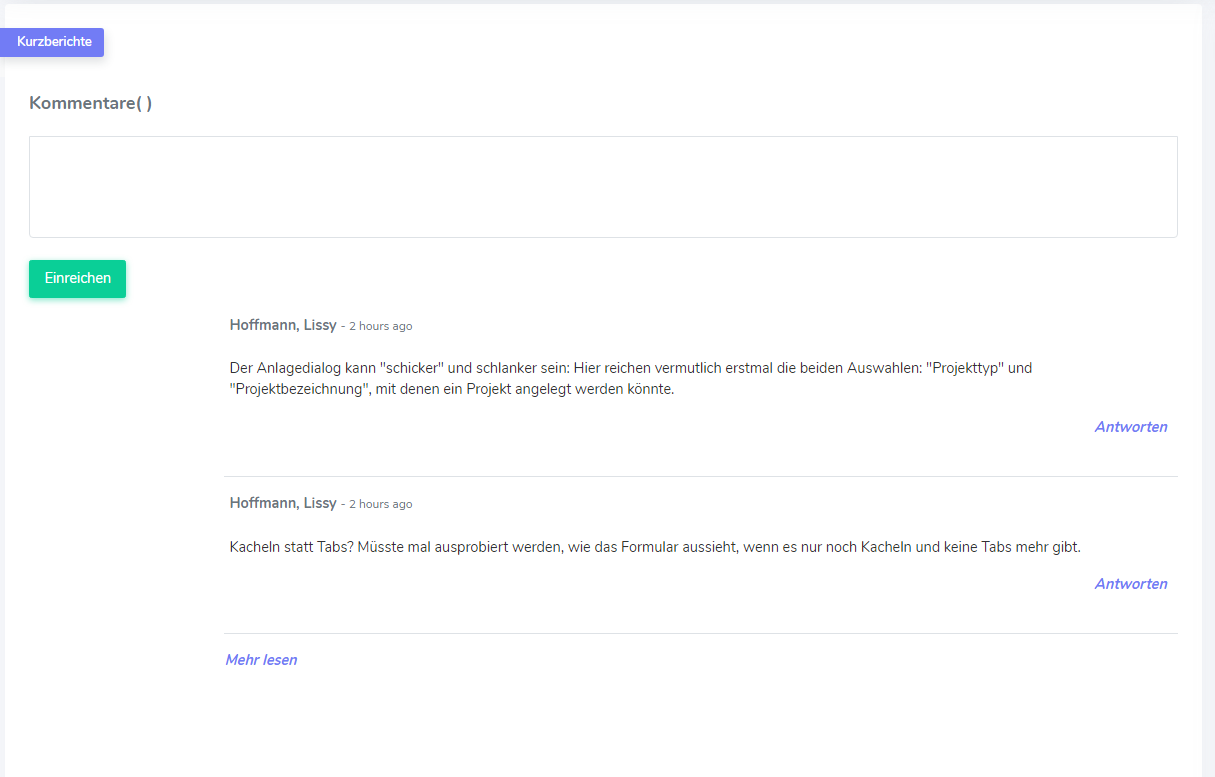 Kurzberichte
Kommentare( )
Einreichen
Hoffmann, Lissy - 2 hours ago
Der Anlagedialog kann "schicker" und schlanker sein: Hier reichen vermutlich erstmal die beiden Auswahlen: "Projekttyp" und
"Projektbezeichnung", mit denen ein Projekt angelegt werden könnte.
Antworten
Hoffmann, Lissy - 2 hours ago
Kacheln statt Tabs? Müsste mal ausprobiert werden, wie das Formular aussieht, wenn es nur noch Kacheln und keine Tabs mehr gibt.
Antworten
Mehr lesen